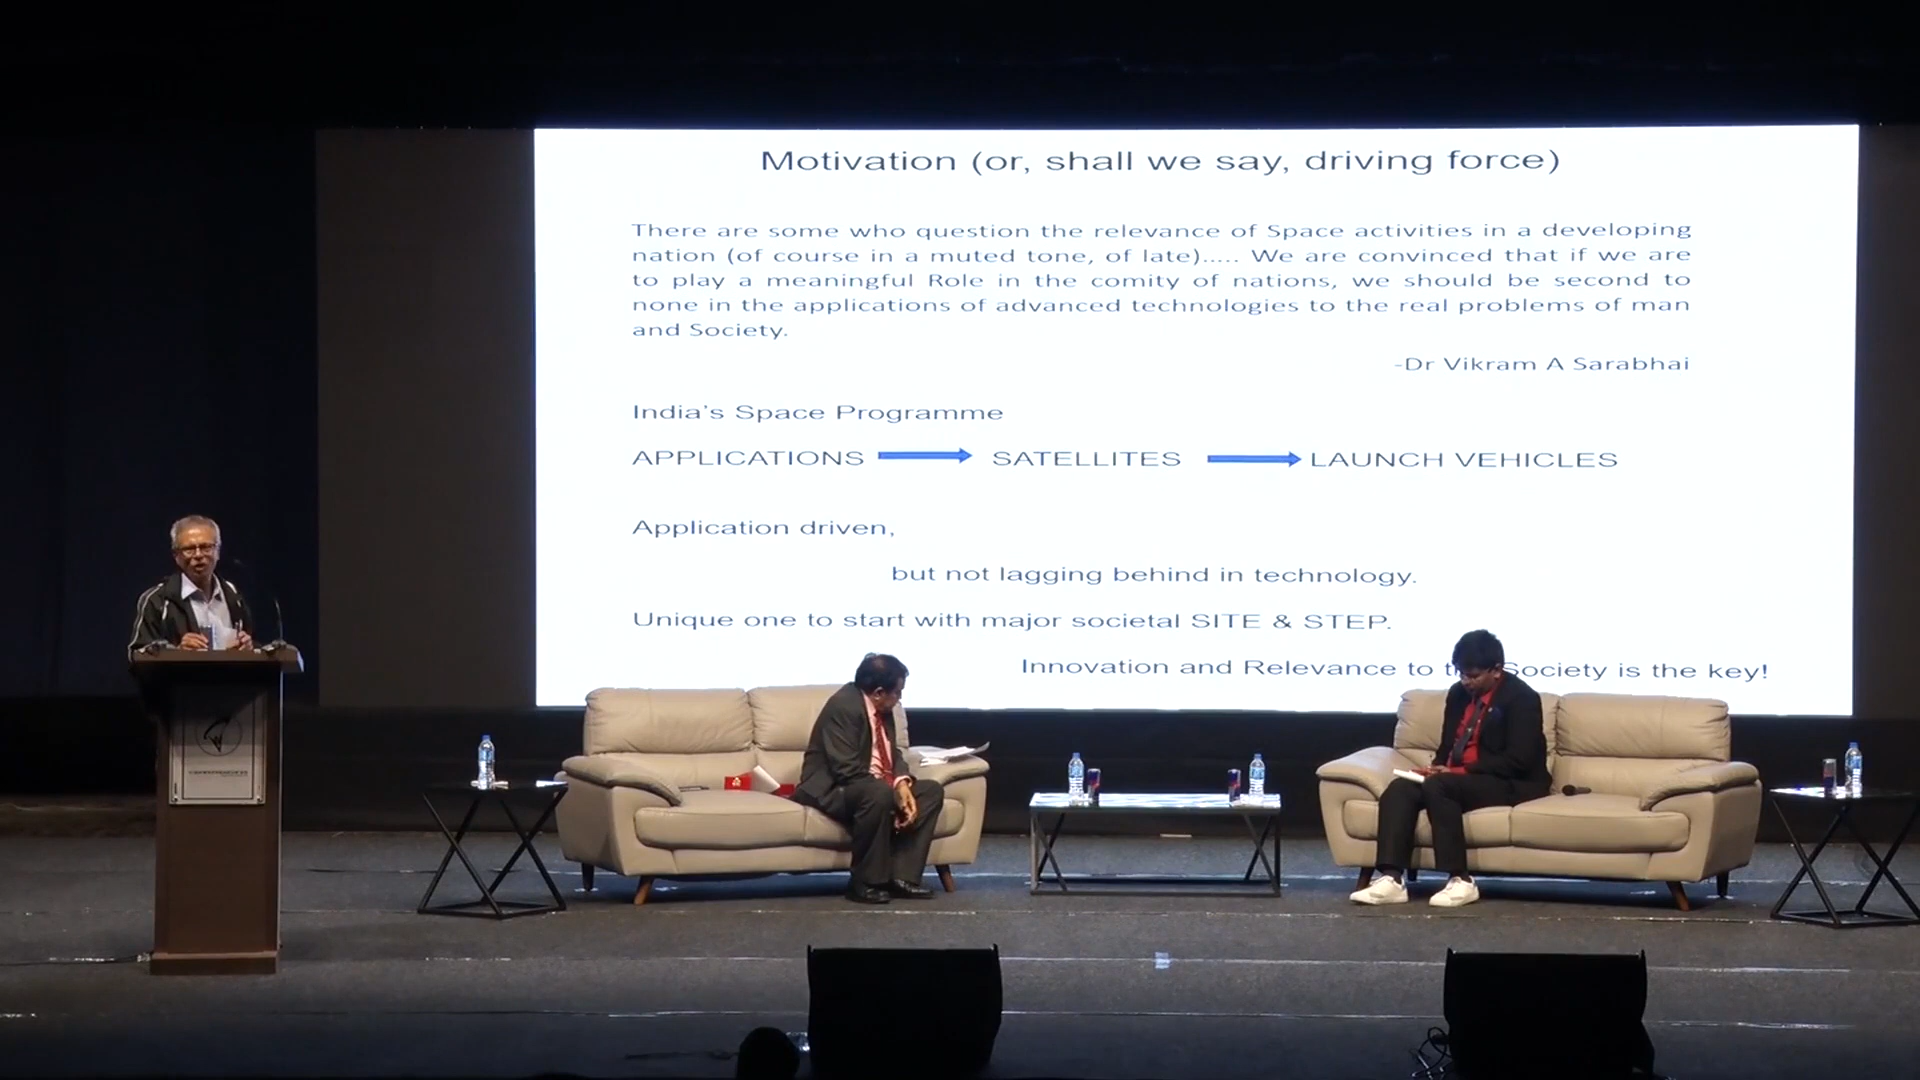 Motivation (or, shall we say, driving force)
There are some who question the relevance of Space activities in a developing
nation (of course in a muted tone, of late)..... We are convinced that if we are
to play a meaningful Role in the comity of nations, we should be second to
none in the applications of advanced technologies to the real problems of man
and Society.
-Dr Vikram A Sarabhai
India's Space Programme
APPLICATIONS SATELLITES LAUNCH VEHICLES
Application driven,
but not lagging behind in technology.
Unique one to start with major societal SITE & STEP.
Innovation and Relevance to Society is the key!